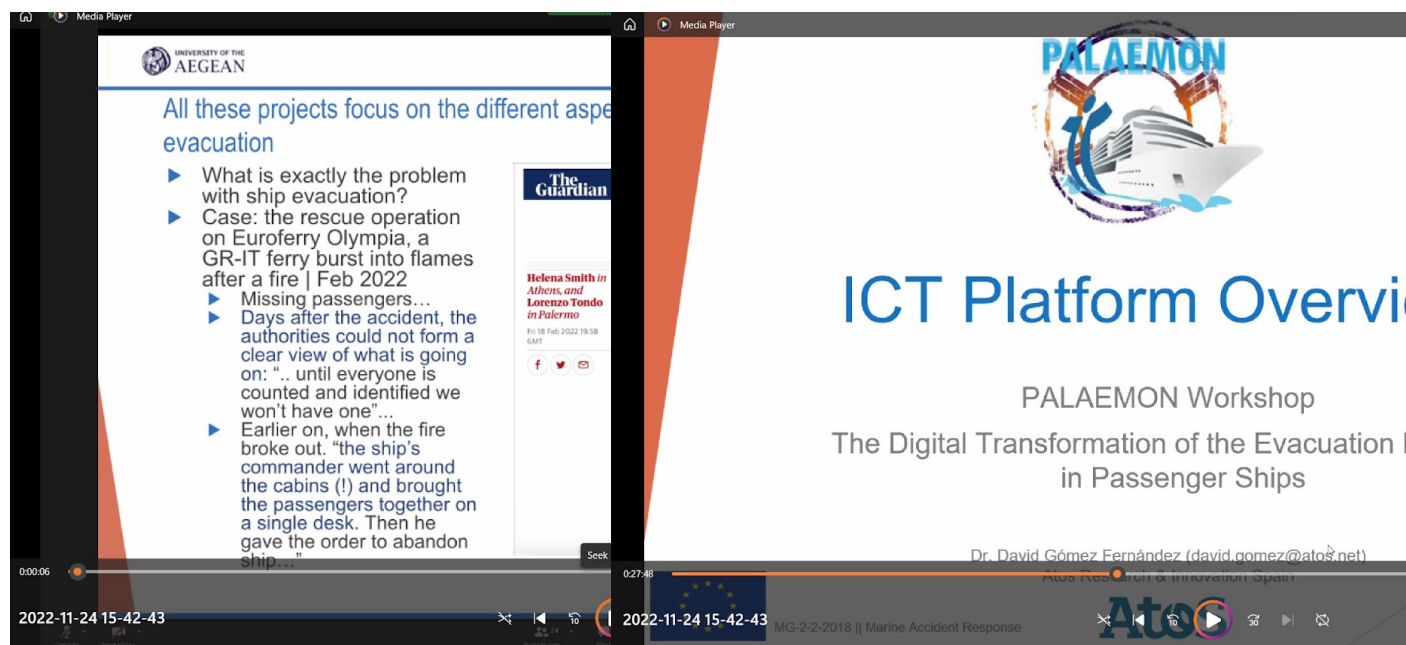 Media Player
UNIVERSITY OF THE
AEGEAN
All these projects focus on the different aspe
evacuation
What is exactly the problem
with ship evacuation?
Case: the rescue operation
on Euroferry Olympia, a
GR-IT ferry burst into flames
after a fire | Feb 2022
Missing passengers…
Days after the accident, the
authorities could not form a
clear view of what is going
on: “.. until everyone is
counted and identified we
won’t have one”...
Earlier on, when the fire
broke out. “the ship’s
commander went around
the cabins (!) and brought
the passengers together on
a single desk. Then he
gave the order to abandon
ship…”
The
Guardian
Helena Smith in
Athens, and
Lorenzo Tondo
in Palermo
Fri 18 Feb 2022 19.58
GMT
Seek
0:00:06
2022-11-24 15-42-43
10
Media Player
PALAEMON
ICT Platform Overvi
PALAEMON Workshop
The Digital Transformation of the Evacuation
in Passenger Ships
Dr. David Gómez Fernández (david.gomez@atos.net)
Atos Research & Innovation Spain
0:27:48
2022-11-24 15-42-43
MG-2-2-2018 || Marine Accident Response
Atos
10
30